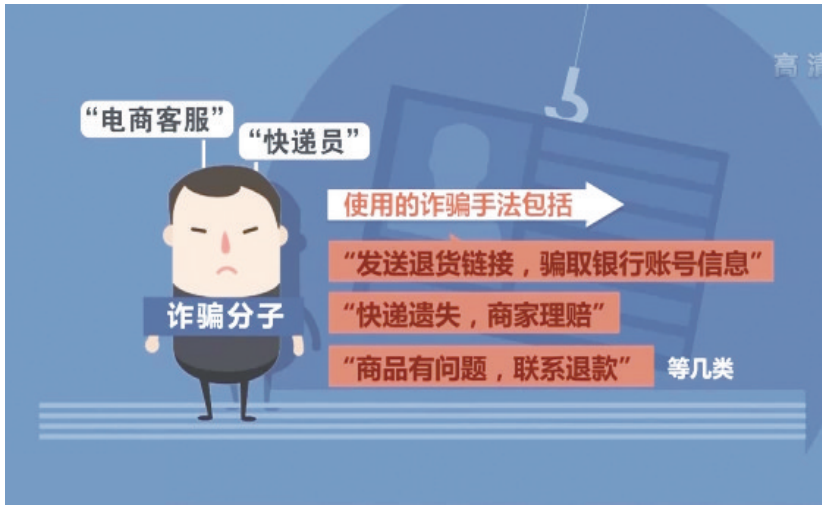 高清
“电商客服”
“快递员”
使用的诈骗手法包括
“发送退货链接，骗取银行账号信息”
诈骗分子
“快递遗失，商家理赔”
“商品有问题，联系退款” 等几类